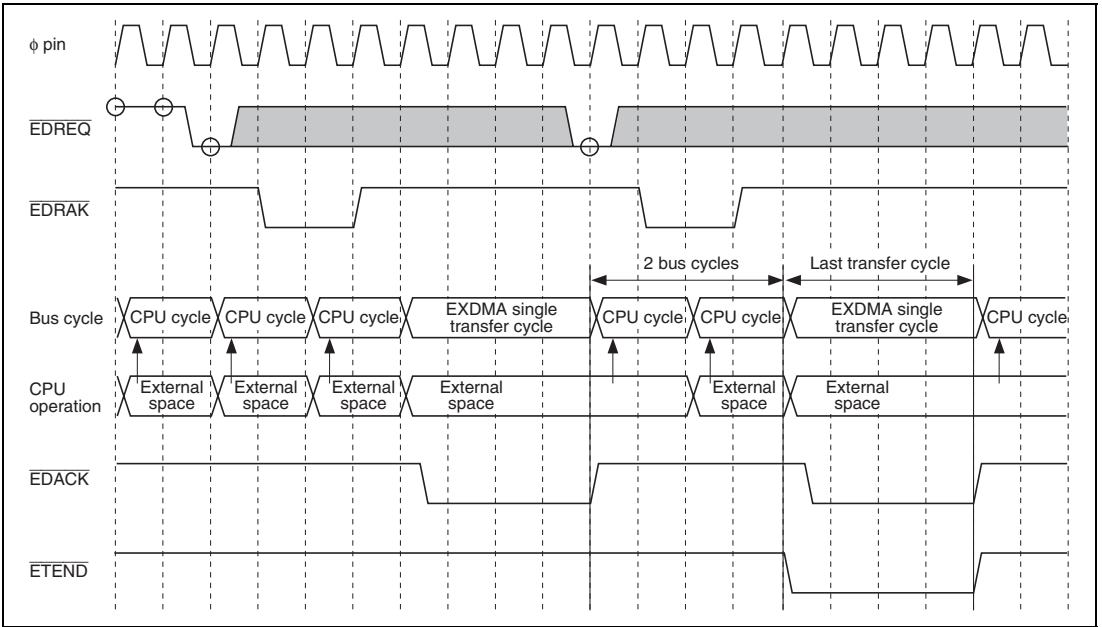 ϕ pin
EDREQ
EDRAK
2 bus cycles
Last transfer cycle
Bus cycle
CPU cycle
CPU cycle
CPU cycle
EXDMA single
transfer cycle
CPU cycle
CPU cycle
EXDMA single
transfer cycle
CPU cycle
CPU
operation
External
space
External
space
External
space
External
space
External
space
External
space
EDACK
ETEND